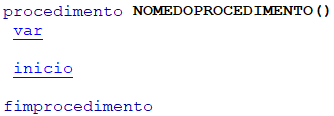 procedimento NOMEDOPROCEDIMENTO()
var
inicio
fimprocedimento